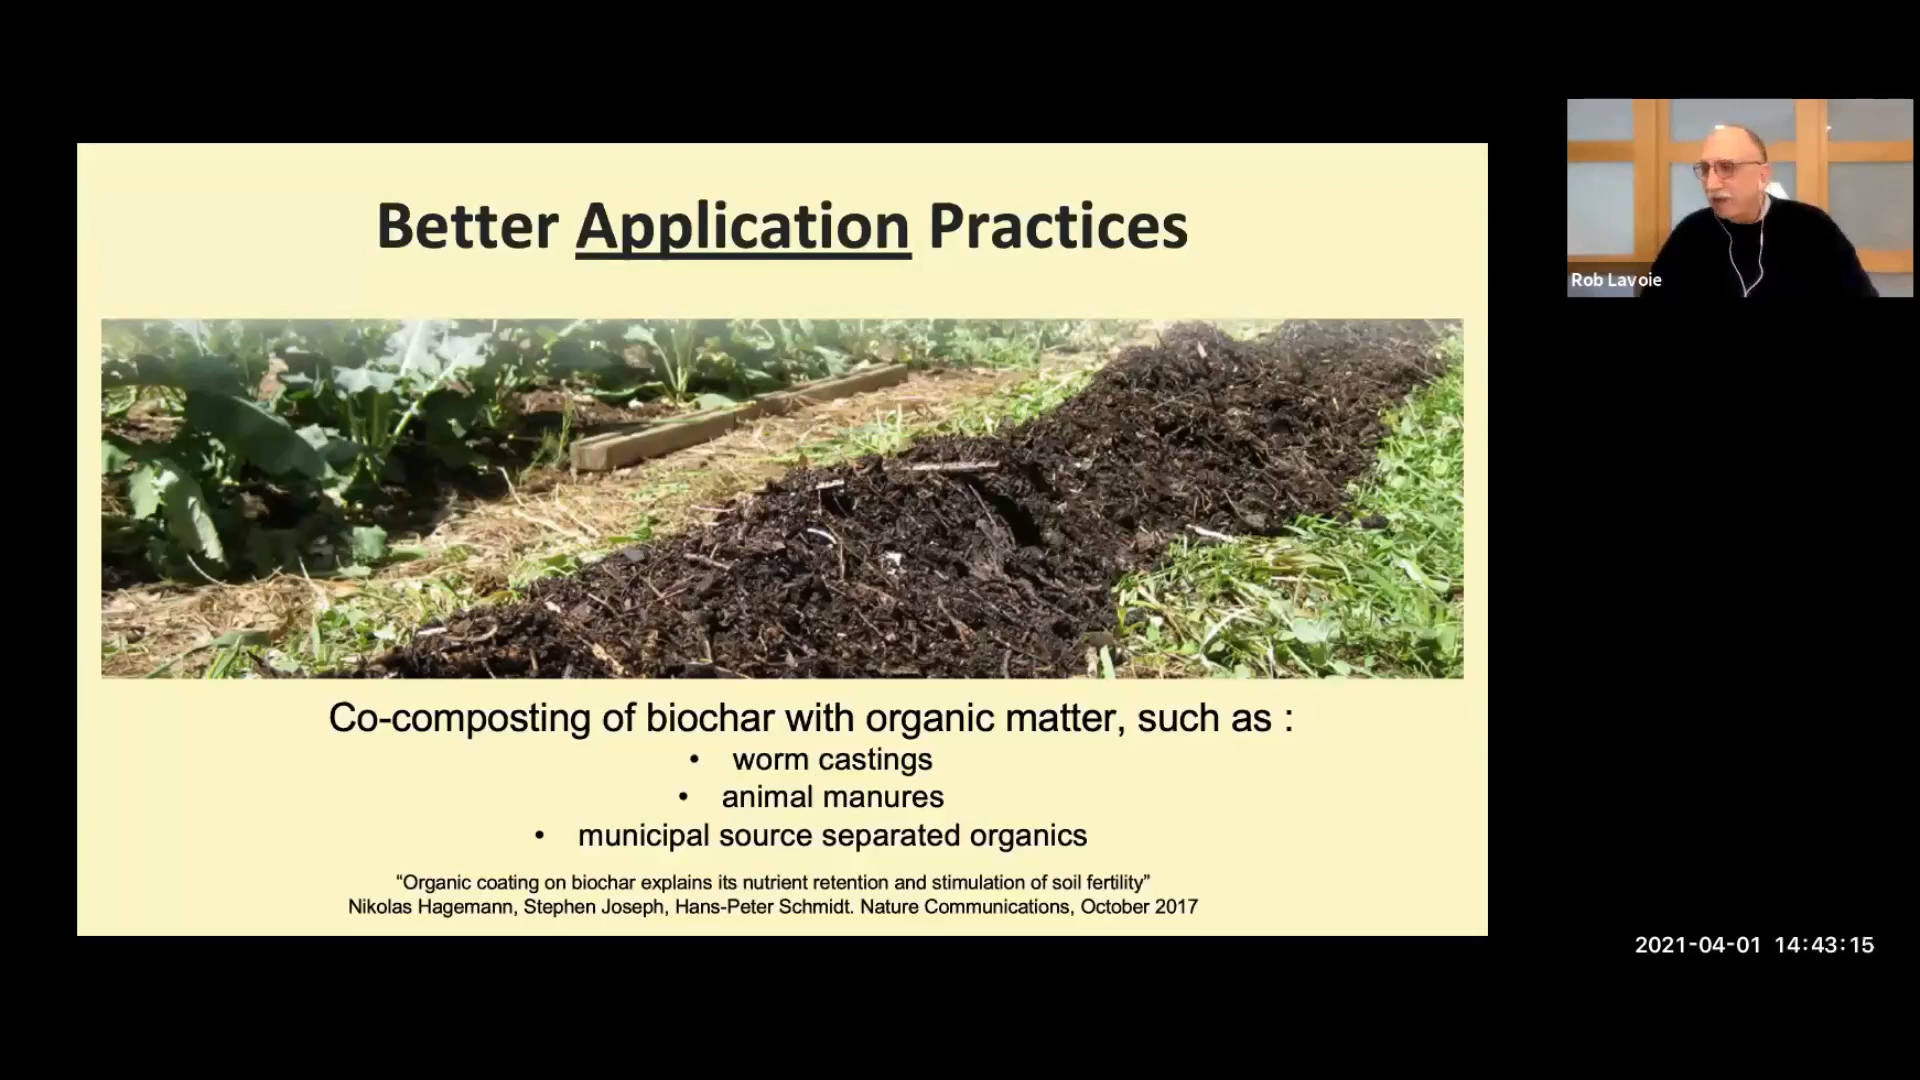 Better Application Practices
Rob Lavoie
Co-composting of biochar with organic matter, such as :
• worm castings
• animal manures
• municipal source separated organics
“Organic coating on biochar explains its nutrient retention and stimulation of soil fertility”
Nikolas Hagemann, Stephen Joseph, Hans-Peter Schmidt. Nature Communications, October 2017
2021-04-01 14:43:15